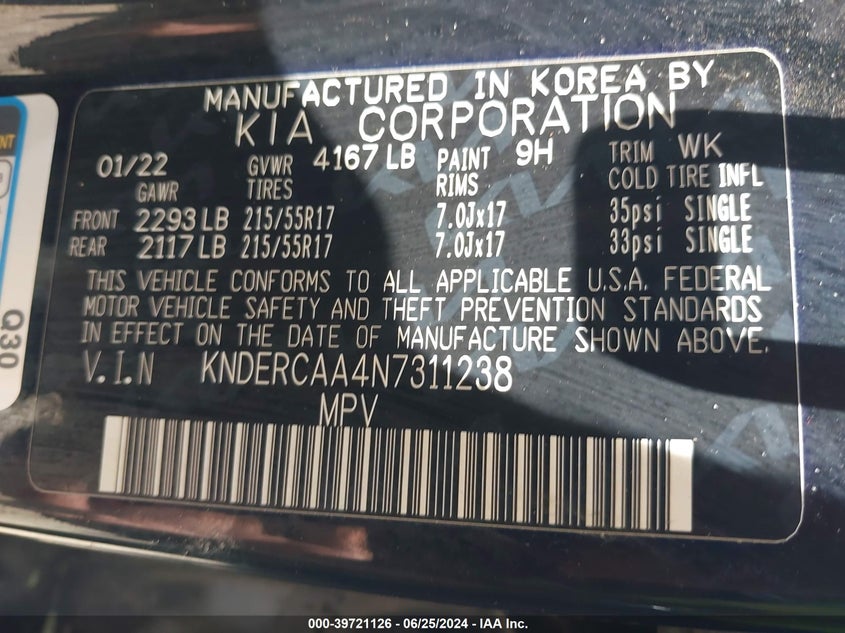 MANUFACTURED IN KOREA BY
KIA CORPORATION
01/22 GVWR 4167 LB PAINT 9H TRIM WK
GAWR TIRES RIMS COLD TIRE INFL
FRONT 2293 LB 215/55R17 7.0Jx17 35psi SINGLE
REAR 2117 LB 215/55R17 7.0Jx17 33psi SINGLE
THIS VEHICLE CONFORMS TO ALL APPLICABLE U.S.A. FEDERAL
MOTOR VEHICLE SAFETY AND THEFT PREVENTION STANDARDS
IN EFFECT ON THE DATE OF MANUFACTURE SHOWN ABOVE.
V.I.N KNDERCAA4N7311238
MPV
Q30
000-39721126 - 06/25/2024 - Copyright IAA, Inc.